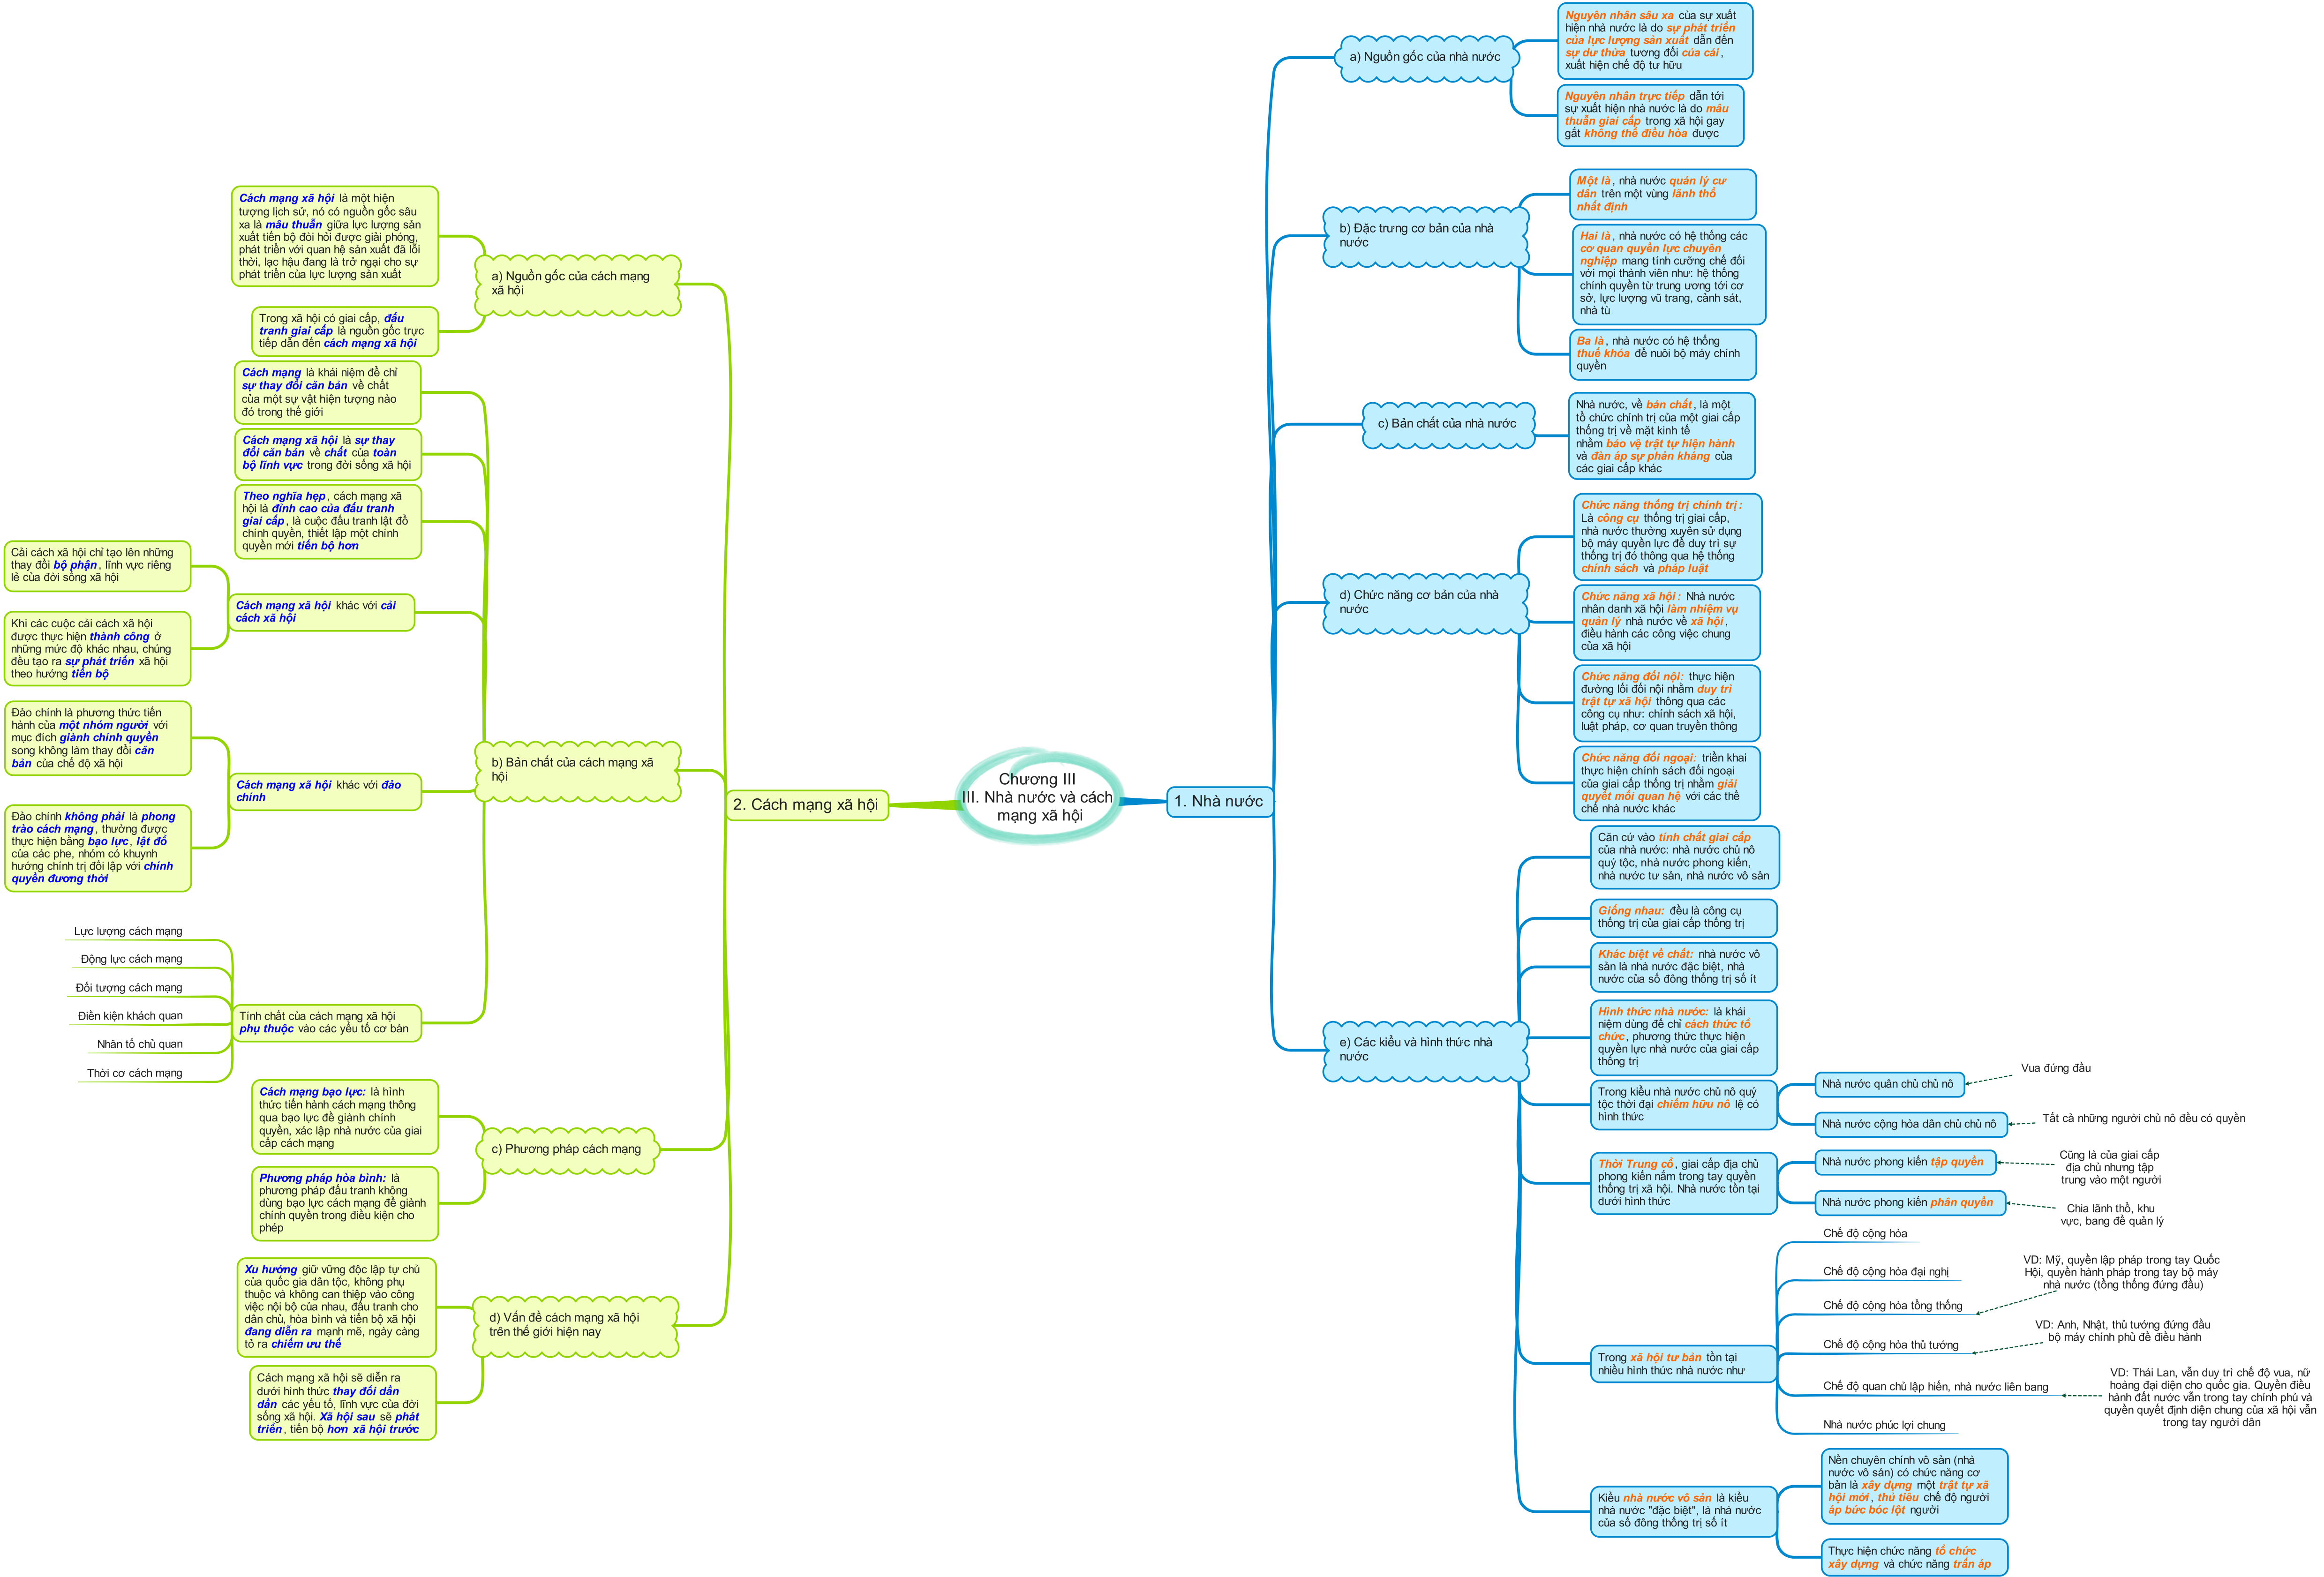 Chương III
III. Nhà nước và cách
mạng xã hội
1. Nhà nước
a) Nguồn gốc của nhà nước
Nguyên nhân sâu xa của sự xuất
hiện nhà nước là do sự phát triển
của lực lượng sản xuất dẫn đến
sự dư thừa tương đối của cải,
xuất hiện chế độ tư hữu
Nguyên nhân trực tiếp dẫn tới
sự xuất hiện nhà nước là do mâu
thuẫn giai cấp trong xã hội gay
gắt không thể điều hòa được
b) Đặc trưng cơ bản của nhà
nước
Một là, nhà nước quản lý cư
dân trên một vùng lãnh thổ
nhất định
Hai là, nhà nước có hệ thống các
cơ quan quyền lực chuyên
nghiệp mang tính cưỡng chế đối
với mọi thành viên như: hệ thống
chính quyền từ trung ương tới cơ
sở, lực lượng vũ trang, cảnh sát,
nhà tù
Ba là, nhà nước có hệ thống
thuế khóa để nuôi bộ máy chính
quyền
c) Bản chất của nhà nước
Nhà nước, về bản chất, là một
tổ chức chính trị của một giai cấp
thống trị về mặt kinh tế
nhằm bảo vệ trật tự hiện hành
và đàn áp sự phản kháng của
các giai cấp khác
d) Chức năng cơ bản của nhà
nước
Chức năng thống trị chính trị:
Là công cụ thống trị giai cấp,
nhà nước thường xuyên sử dụng
bộ máy quyền lực để duy trì sự
thống trị đó thông qua hệ thống
chính sách và pháp luật
Chức năng xã hội: Nhà nước
nhân danh xã hội làm nhiệm vụ
quản lý nhà nước về xã hội,
điều hành các công việc chung
của xã hội
Chức năng đối nội: thực hiện
đường lối đối nội nhằm duy trì
trật tự xã hội thông qua các
công cụ như: chính sách xã hội,
luật pháp, cơ quan truyền thông
Chức năng đối ngoại: triển khai
thực hiện chính sách đối ngoại
của giai cấp thống trị nhằm giải
quyết mối quan hệ với các thể
chế nhà nước khác
e) Các kiểu và hình thức nhà
nước
Căn cứ vào tính chất giai cấp
của nhà nước: nhà nước chủ nô
quý tộc, nhà nước phong kiến,
nhà nước tư sản, nhà nước vô sản
Giống nhau: đều là công cụ
thống trị của giai cấp thống trị
Khác biệt về chất: nhà nước vô
sản là nhà nước đặc biệt, nhà
nước của số đông thống trị số ít
Hình thức nhà nước: là khái
niệm dùng để chỉ cách thức tổ
chức, phương thức thực hiện
quyền lực nhà nước của giai cấp
thống trị
Trong kiểu nhà nước chủ nô quý
tộc thời đại chiếm hữu nô lệ có
hình thức
Nhà nước quân chủ chủ nô
Vua đứng đầu
Nhà nước cộng hòa dân chủ chủ nô
Tất cả những người chủ nô đều có quyền
Thời Trung cổ, giai cấp địa chủ
phong kiến nắm trong tay quyền
thống trị xã hội. Nhà nước tồn tại
dưới hình thức
Nhà nước phong kiến tập quyền
Cũng là của giai cấp
địa chủ nhưng tập
trung vào một người
Nhà nước phong kiến phân quyền
Chia lãnh thổ, khu
vực, bang để quản lý
Trong xã hội tư bản tồn tại
nhiều hình thức nhà nước như
Chế độ cộng hòa
Chế độ cộng hòa đại nghị
Chế độ cộng hòa tổng thống
VD: Mỹ, quyền lập pháp trong tay Quốc
Hội, quyền hành pháp trong tay bộ máy
nhà nước (tổng thống đứng đầu)
Chế độ cộng hòa thủ tướng
VD: Anh, Nhật, thủ tướng đứng đầu
bộ máy chính phủ để điều hành
Chế độ quan chủ lập hiến, nhà nước liên bang
VD: Thái Lan, vẫn duy trì chế độ vua, nữ
hoàng đại diện cho quốc gia. Quyền điều
hành đất nước vẫn trong tay chính phủ và
quyền quyết định diện chung của xã hội vẫn
trong tay người dân
Nhà nước phúc lợi chung
Kiểu nhà nước vô sản là kiểu
nhà nước "đặc biệt", là nhà nước
của số đông thống trị số ít
Nền chuyên chính vô sản (nhà
nước vô sản) có chức năng cơ
bản là xây dựng một trật tự xã
hội mới, thủ tiêu chế độ người
áp bức bóc lột người
Thực hiện chức năng tổ chức
xây dựng và chức năng trấn áp
2. Cách mạng xã hội
a) Nguồn gốc của cách mạng
xã hội
Cách mạng xã hội là một hiện
tượng lịch sử, nó có nguồn gốc sâu
xa là mâu thuẫn giữa lực lượng sản
xuất tiến bộ đòi hỏi được giải phóng,
phát triển với quan hệ sản xuất đã lỗi
thời, lạc hậu đang là trở ngại cho sự
phát triển của lực lượng sản xuất
Trong xã hội có giai cấp, đấu
tranh giai cấp là nguồn gốc trực
tiếp dẫn đến cách mạng xã hội
b) Bản chất của cách mạng xã
hội
Cách mạng là khái niệm để chỉ
sự thay đổi căn bản về chất
của một sự vật hiện tượng nào
đó trong thế giới
Cách mạng xã hội là sự thay
đổi căn bản về chất của toàn
bộ lĩnh vực trong đời sống xã hội
Theo nghĩa hẹp, cách mạng xã
hội là đỉnh cao của đấu tranh
giai cấp, là cuộc đấu tranh lật đổ
chính quyền, thiết lập một chính
quyền mới tiến bộ hơn
Cách mạng xã hội khác với cải
cách xã hội
Cải cách xã hội chỉ tạo lên những
thay đổi bộ phận, lĩnh vực riêng
lẻ của đời sống xã hội
Khi các cuộc cải cách xã hội
được thực hiện thành công ở
những mức độ khác nhau, chúng
đều tạo ra sự phát triển xã hội
theo hướng tiến bộ
Cách mạng xã hội khác với đảo
chính
Đảo chính là phương thức tiến
hành của một nhóm người với
mục đích giành chính quyền
song không làm thay đổi căn
bản của chế độ xã hội
Đảo chính không phải là phong
trào cách mạng, thường được
thực hiện bằng bạo lực, lật đổ
của các phe, nhóm có khuynh
hướng chính trị đối lập với chính
quyền đương thời
Tính chất của cách mạng xã hội
phụ thuộc vào các yếu tố cơ bản
Lực lượng cách mạng
Động lực cách mạng
Đối tượng cách mạng
Điền kiện khách quan
Nhân tố chủ quan
Thời cơ cách mạng
c) Phương pháp cách mạng
Cách mạng bạo lực: là hình
thức tiến hành cách mạng thông
qua bạo lực để giành chính
quyền, xác lập nhà nước của giai
cấp cách mạng
Phương pháp hòa bình: là
phương pháp đấu tranh không
dùng bạo lực cách mạng để giành
chính quyền trong điều kiện cho
phép
d) Vấn đề cách mạng xã hội
trên thế giới hiện nay
Xu hướng giữ vững độc lập tự chủ
của quốc gia dân tộc, không phụ
thuộc và không can thiệp vào công
việc nội bộ của nhau, đấu tranh cho
dân chủ, hòa bình và tiến bộ xã hội
đang diễn ra mạnh mẽ, ngày càng
tỏ ra chiếm ưu thế
Cách mạng xã hội sẽ diễn ra
dưới hình thức thay đổi dần
dần các yếu tố, lĩnh vực của đời
sống xã hội. Xã hội sau sẽ phát
triển, tiến bộ hơn xã hội trước